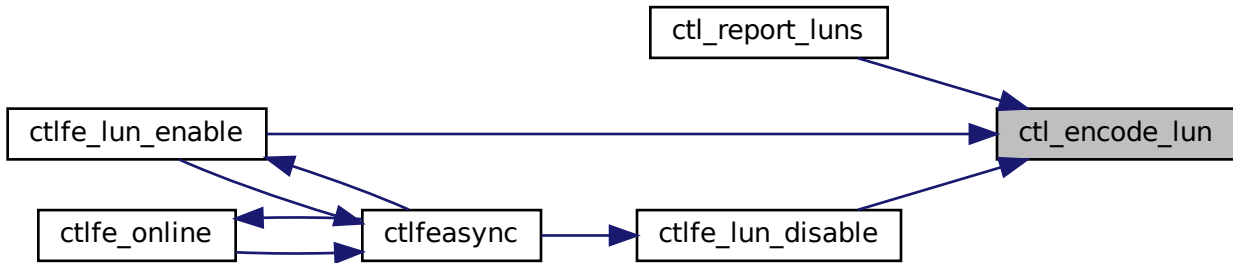 ctl_report_luns
ctlfe_lun_enable
ctl_encode_lun
ctlfe_online
ctlfeasync
ctlfe_lun_disable